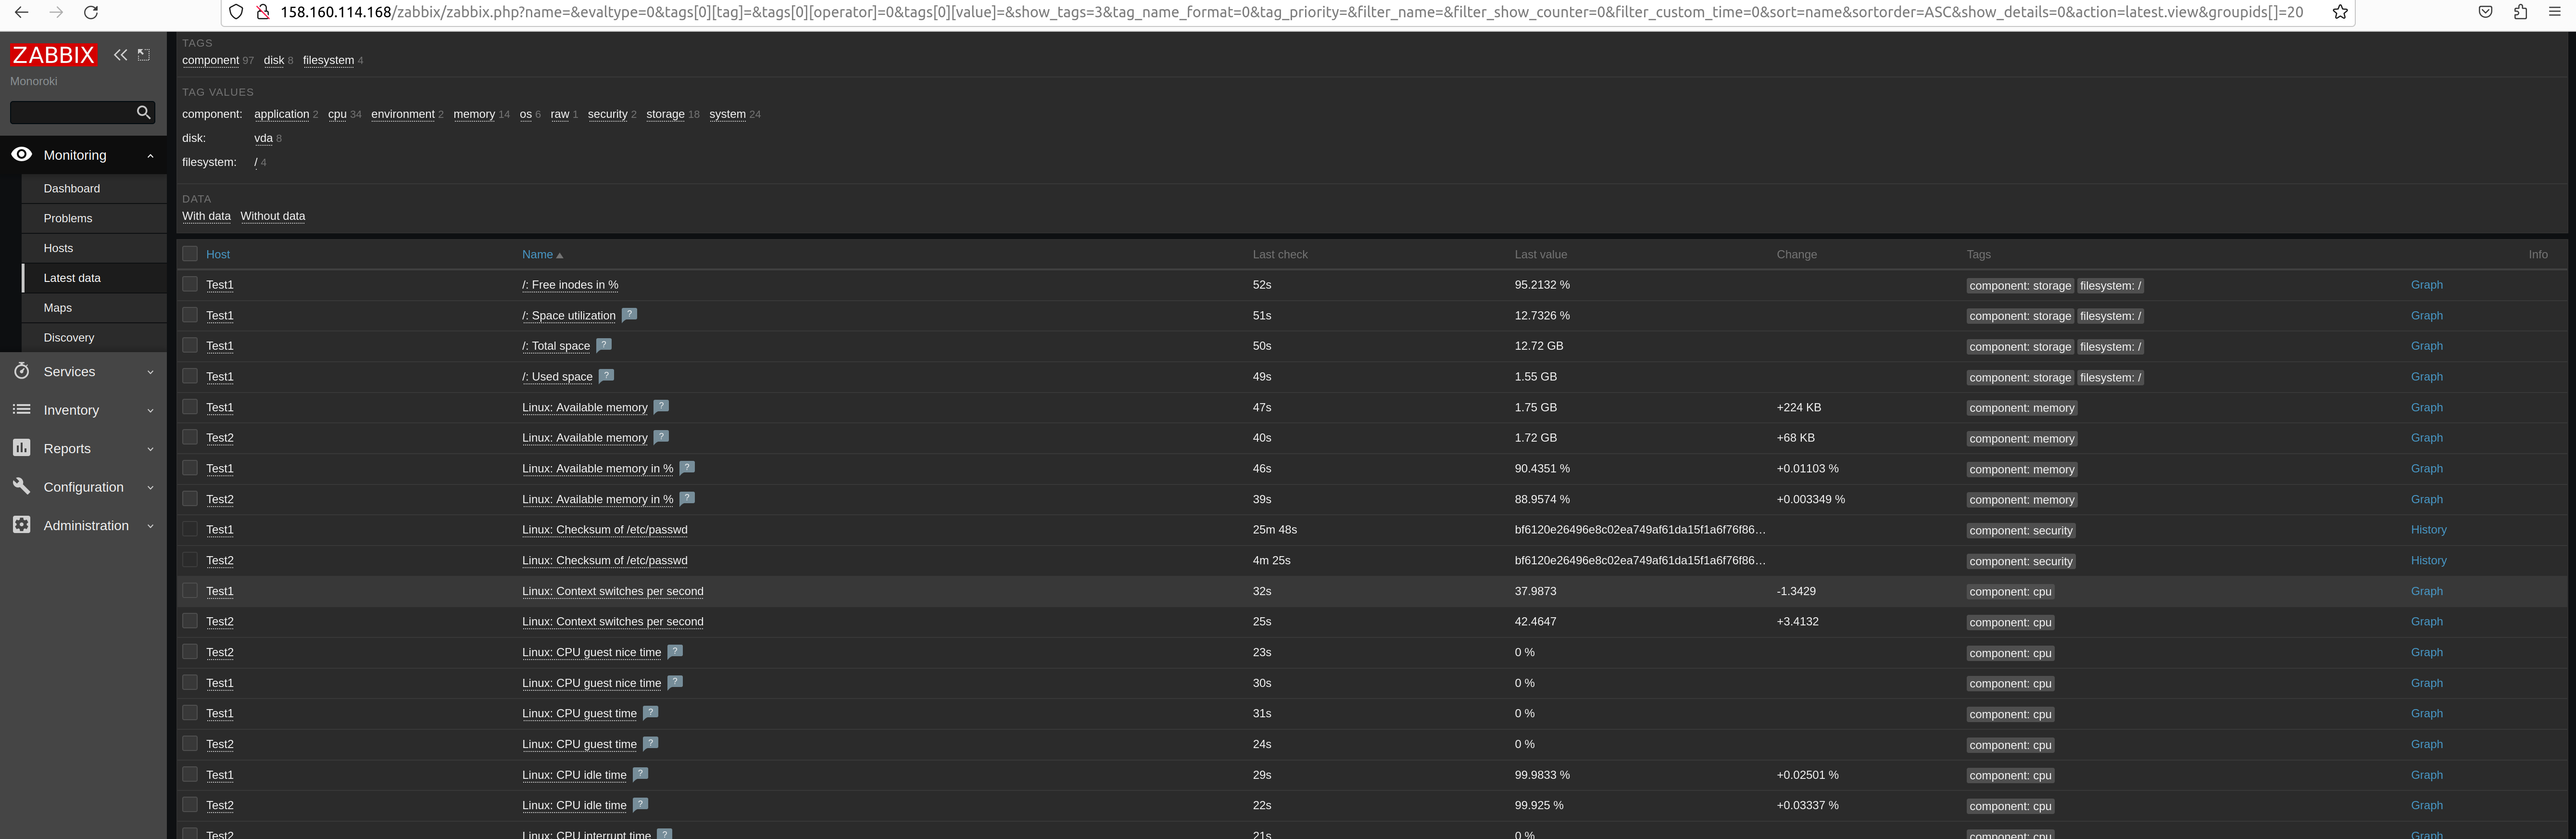 158.160.114.168/zabbix/zabbix.php?name=&evaltype=0&tags[0][tag]=&tags[0][operator]=0&tags[0][value]=&show_tags=3&tag_name_format=0&tag_priority=&filter_name=&filter_show_counter=0&filter_custom_time=0&sort=name&sortorder=ASC&show_details=0&action=latest.view&groupids[]=20
ZABBIX
Monoroki
Monitoring
Dashboard
Problems
Hosts
Latest data
Maps
Discovery
Services
Inventory
Reports
Configuration
Administration
TAGS
component 97 disk 8 filesystem 4
TAG VALUES
component: application 2 cpu 34 environment 2 memory 14 os 6 raw 1 security 2 storage 18 system 24
disk: vda 8
filesystem: / 4
DATA
With data Without data
Host Name Last check Last value Change Tags Info
Test1 /: Free inodes in % 52s 95.2132 % component: storage filesystem: / Graph
Test1 /: Space utilization ? 51s 12.7326 % component: storage filesystem: / Graph
Test1 /: Total space ? 50s 12.72 GB component: storage filesystem: / Graph
Test1 /: Used space ? 49s 1.55 GB component: storage filesystem: / Graph
Test1 Linux: Available memory ? 47s 1.75 GB +224 KB component: memory Graph
Test2 Linux: Available memory ? 40s 1.72 GB +68 KB component: memory Graph
Test1 Linux: Available memory in % ? 46s 90.4351 % +0.01103 % component: memory Graph
Test2 Linux: Available memory in % ? 39s 88.9574 % +0.003349 % component: memory Graph
Test1 Linux: Checksum of /etc/passwd 25m 48s bf6120e26496e8c02ea749af61da15f1a6f76f86... component: security History
Test2 Linux: Checksum of /etc/passwd 4m 25s bf6120e26496e8c02ea749af61da15f1a6f76f86... component: security History
Test1 Linux: Context switches per second 32s 37.9873 -1.3429 component: cpu Graph
Test2 Linux: Context switches per second 25s 42.4647 +3.4132 component: cpu Graph
Test2 Linux: CPU guest nice time ? 23s 0 % component: cpu Graph
Test1 Linux: CPU guest nice time ? 30s 0 % component: cpu Graph
Test1 Linux: CPU guest time ? 31s 0 % component: cpu Graph
Test2 Linux: CPU guest time ? 24s 0 % component: cpu Graph
Test1 Linux: CPU idle time ? 29s 99.9833 % +0.02501 % component: cpu Graph
Test2 Linux: CPU idle time ? 22s 99.925 % +0.03337 % component: cpu Graph
Test2 Linux: CPU interrupt time ? 21s 0 % component: cpu Graph